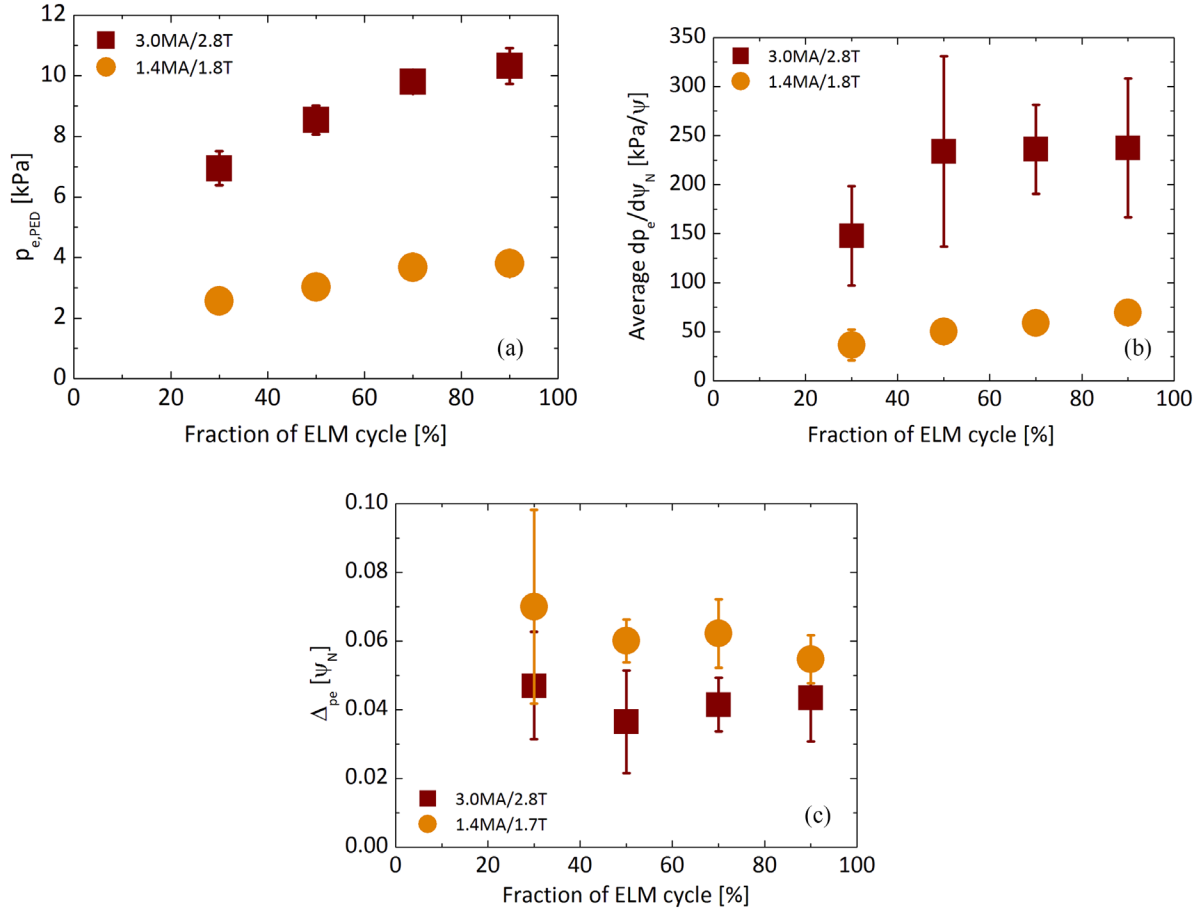 12
10
8
6
4
2
0
p_e,PED [kPa]
3.0MA/2.8T
1.4MA/1.8T
(a)
0 20 40 60 80 100
Fraction of ELM cycle [%]
350
300
250
200
150
100
50
0
Average dp_e/dψ_N [kPa/ψ]
3.0MA/2.8T
1.4MA/1.8T
(b)
0 20 40 60 80 100
Fraction of ELM cycle [%]
0.10
0.08
0.06
0.04
0.02
0.00
Δ_pe [ψ_N]
3.0MA/2.8T
1.4MA/1.7T
(c)
0 20 40 60 80 100
Fraction of ELM cycle [%]